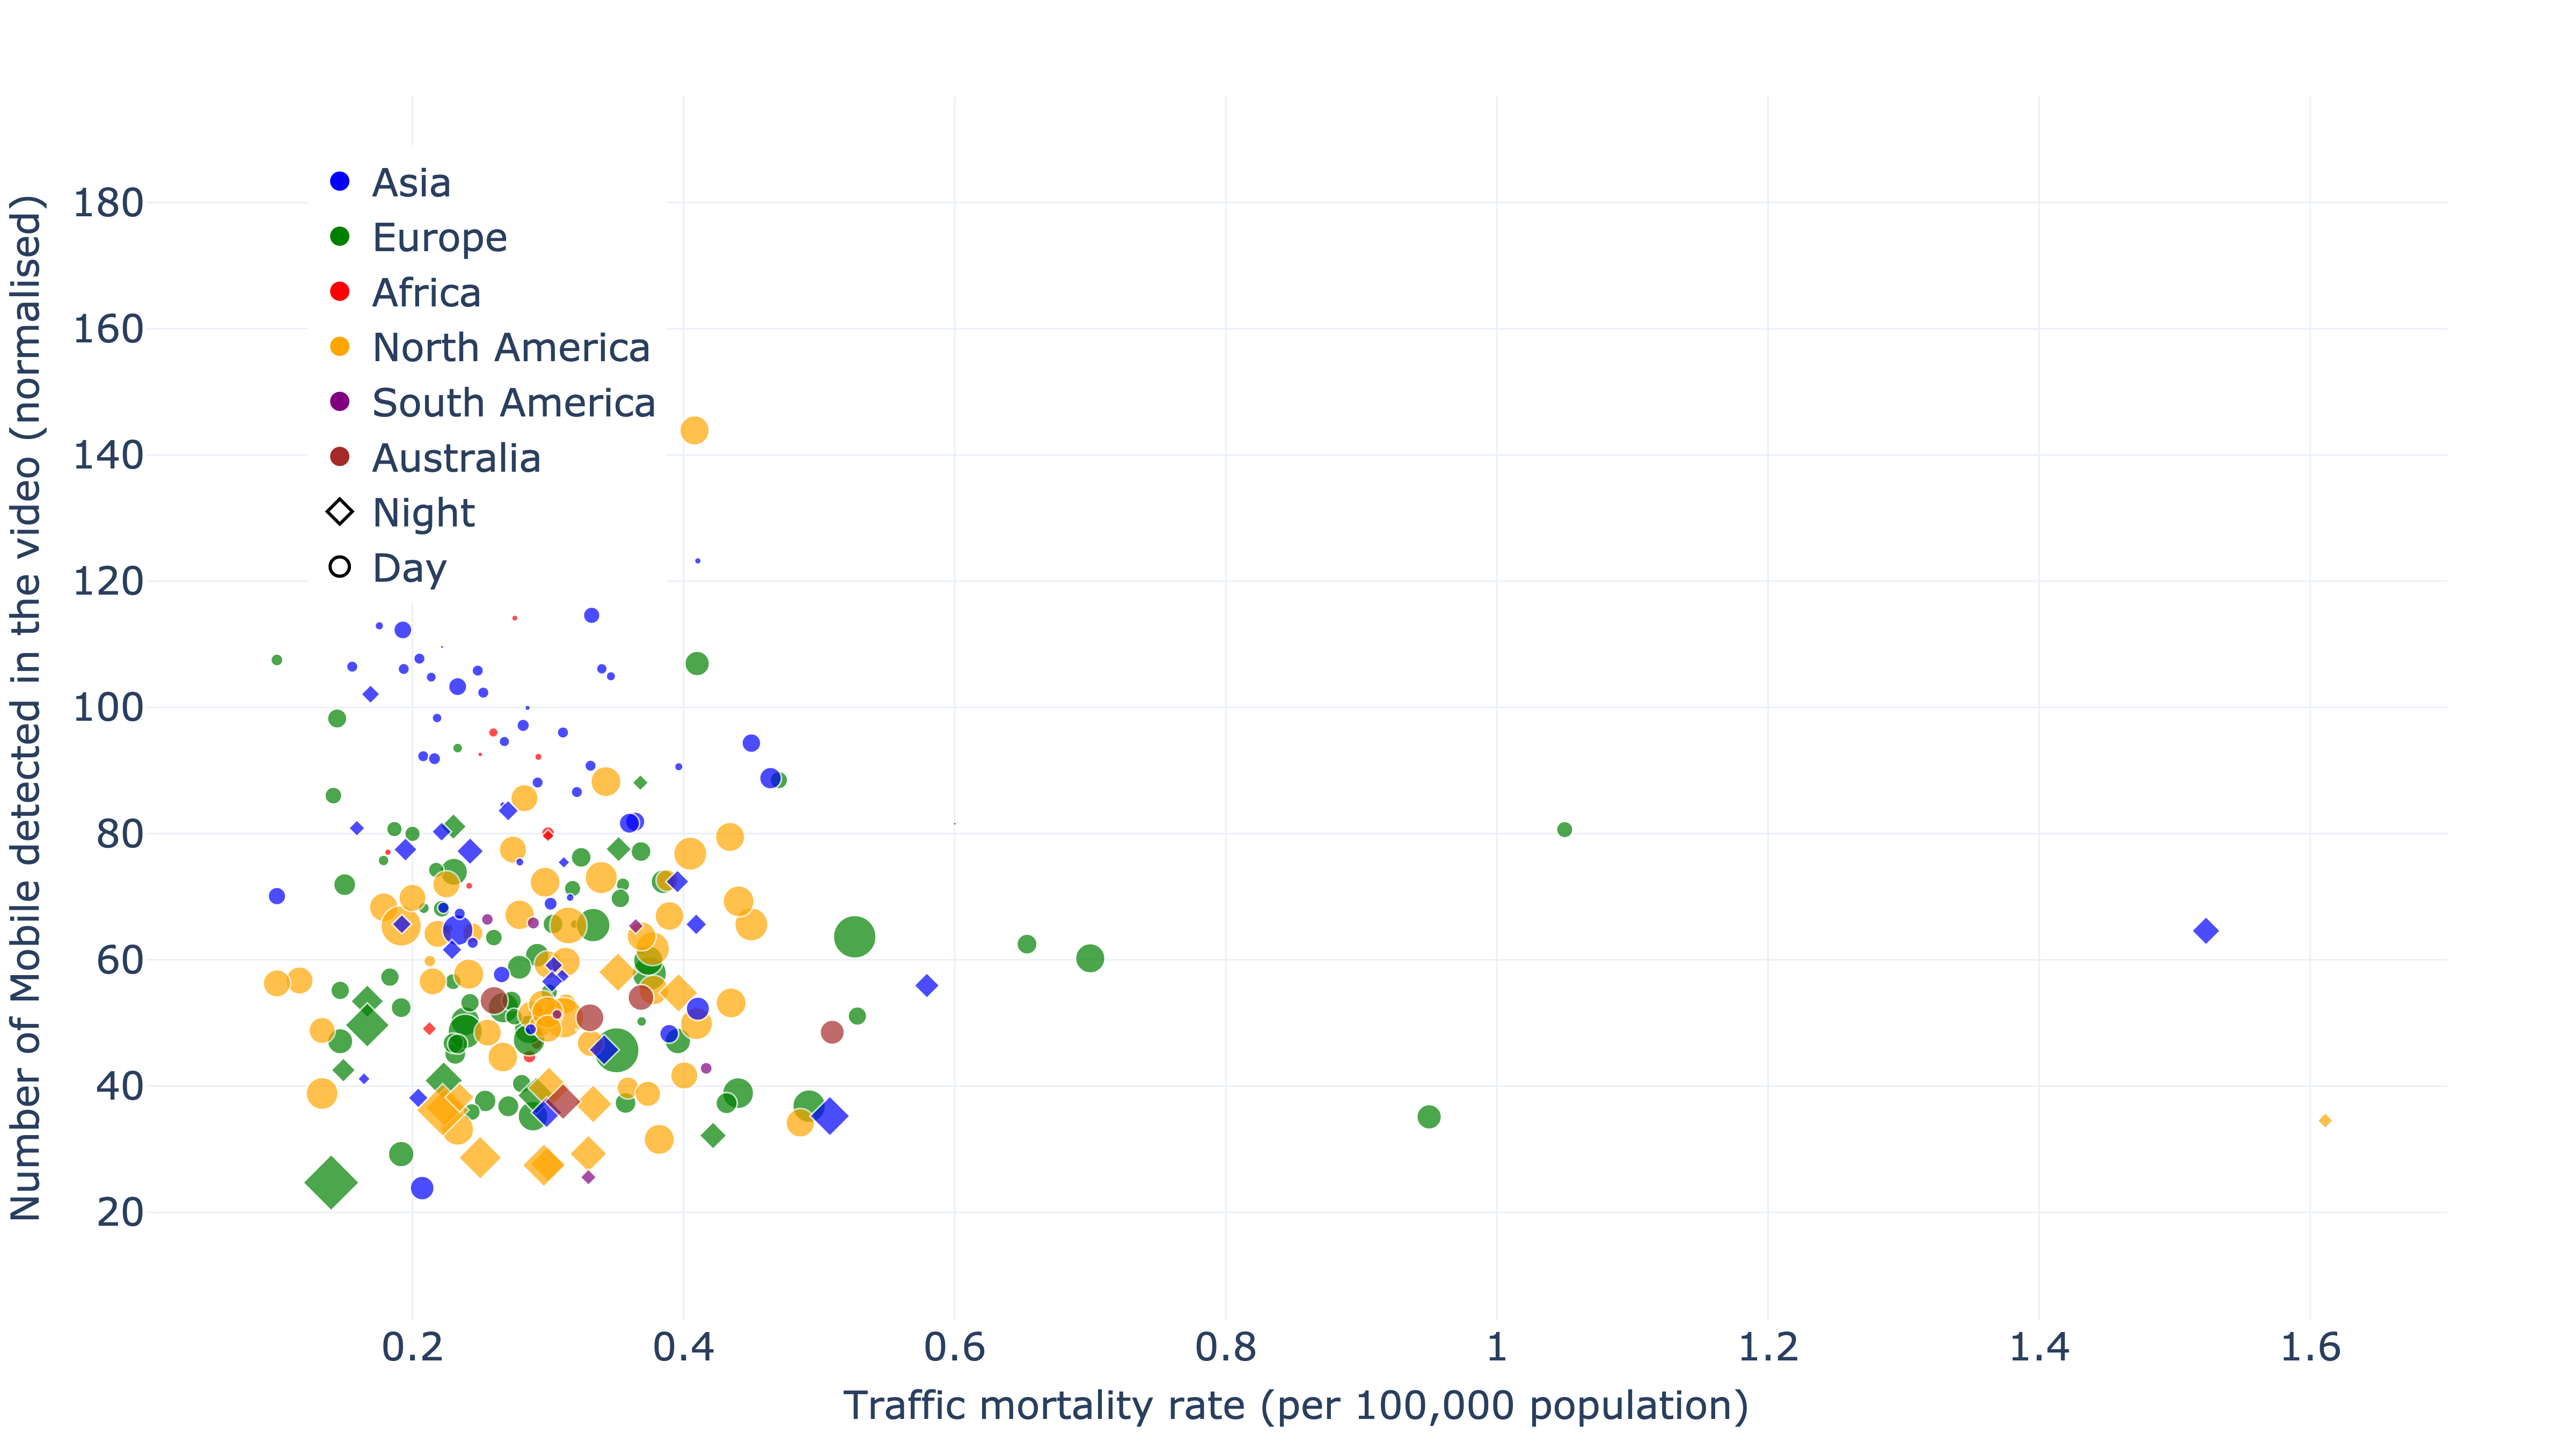 Number of Mobile detected in the video (normalised)
180
160
140
120
100
80
60
40
20
Asia
Europe
Africa
North America
South America
Australia
Night
Day
0.2 0.4 0.6 0.8 1 1.2 1.4 1.6
Traffic mortality rate (per 100,000 population)